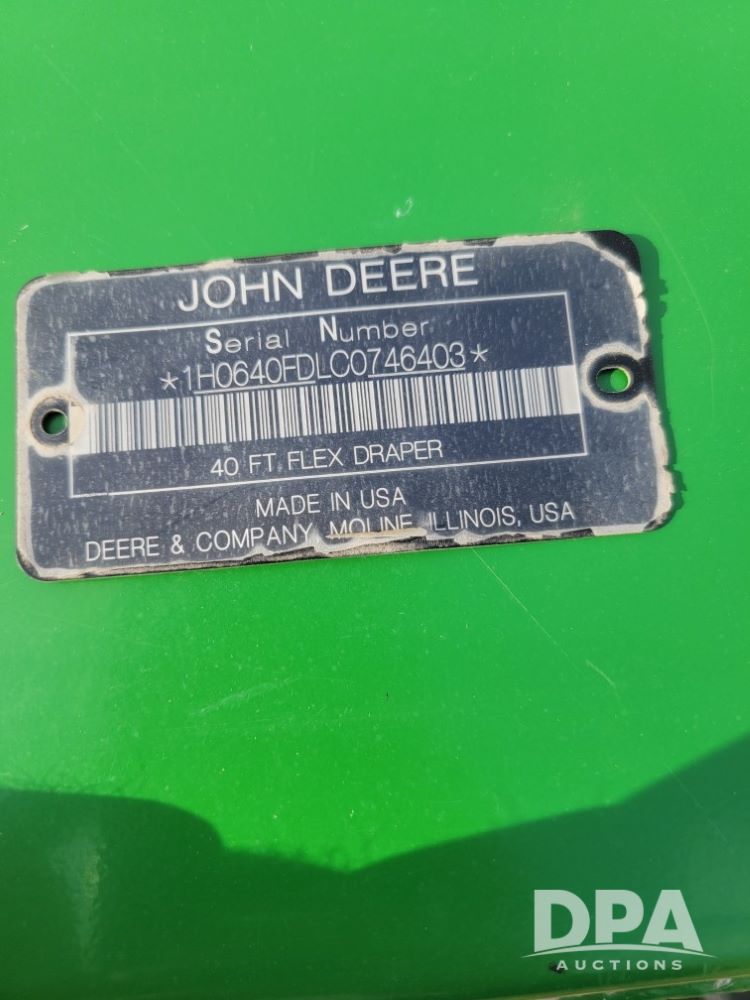 JOHN DEERE
Serial Number
*1H0640FDLC0746403*
40 FT. FLEX DRAPER
MADE IN USA
DEERE & COMPANY MOLINE ILLINOIS, USA
DPA
AUCTIONS